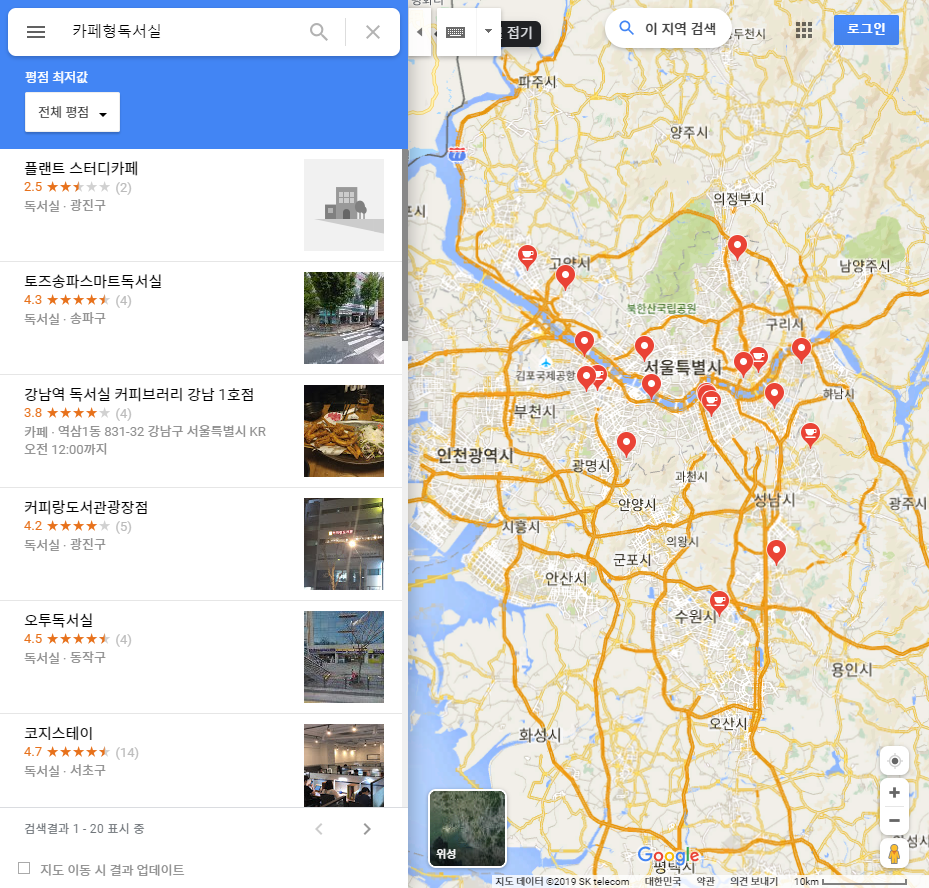 카페형독서실
평점 최저값
전체 평점
플랜트 스터디카페
2.5 (2)
독서실 · 광진구
토즈송파스마트독서실
4.3 (4)
독서실 · 송파구
강남역 독서실 커피브러리 강남 1호점
3.8 (4)
카페 · 역삼1동 831-32 강남구 서울특별시 KR
오전 12:00까지
커피랑도서관광장점
4.2 (5)
독서실 · 광진구
오투독서실
4.5 (4)
독서실 · 동작구
코지스테이
4.7 (14)
독서실 · 서초구
검색결과 1 - 20 표시 중
지도 이동 시 결과 업데이트
접기
이 지역 검색
로그인
동두천시
파주시
양주시
77
의정부시
포시
고양시
남양주시
북한산국립공원
구리시
서울특별시
김포국제공항
하남시
부천시
인천광역시
광명시
과천시
성남시
안양시
광주시
시흥시
의왕시
군포시
안산시
수원시
용인시
오산시
화성시
안성시
위성
Google
평택시
지도 데이터 ©2019 SK telecom
대한민국
약관
의견 보내기
10km